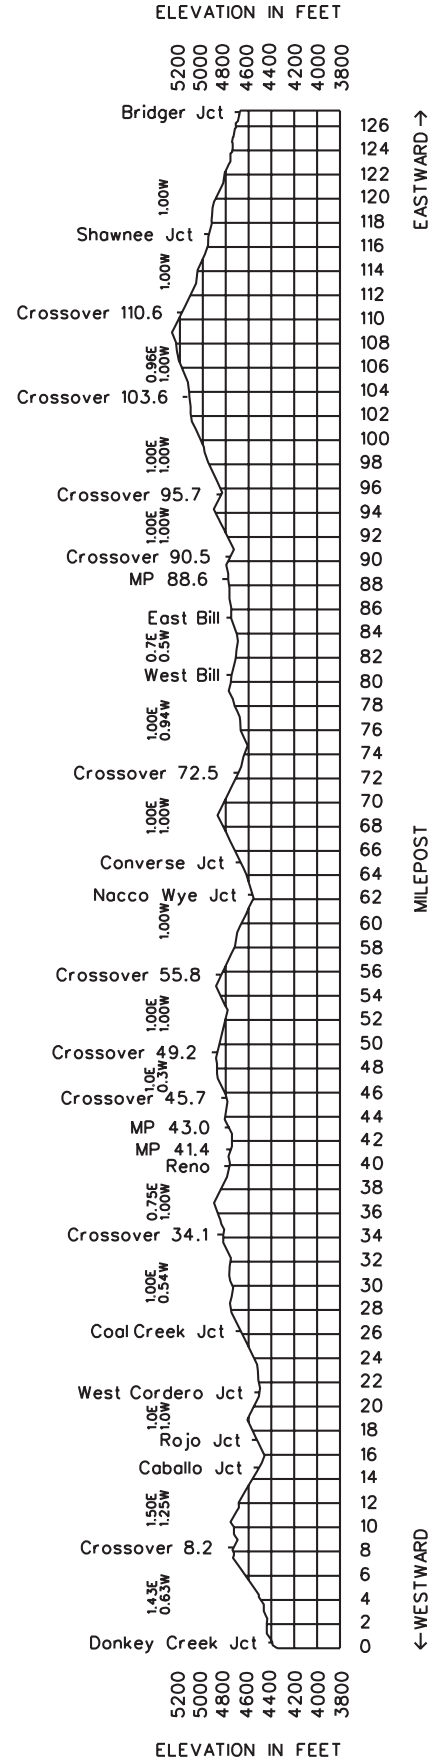 ELEVATION IN FEET
5200 5000 4800 4600 4400 4200 4000 3800
Bridger Jct
126
EASTWARD →
124
122
1.00W
120
118
Shawnee Jct
116
1.00W
114
112
Crossover 110.6
110
108
0.96E
1.00W
106
Crossover 103.6
104
102
100
1.00E
1.00W
98
Crossover 95.7
96
94
1.00E
1.00W
92
Crossover 90.5
90
MP 88.6
88
86
East Bill
84
0.7E
0.5W
82
West Bill
80
78
1.00E
0.94W
76
74
Crossover 72.5
72
70
1.00E
1.00W
68
66
MILEPOST
Converse Jct
64
Nacco Wye Jct
62
1.00W
60
58
Crossover 55.8
56
54
1.00E
1.00W
52
50
Crossover 49.2
48
1.0E
0.3W
46
Crossover 45.7
44
MP 43.0
42
MP 41.4
Reno
40
38
0.75E
1.00W
36
Crossover 34.1
34
32
1.00E
0.54W
30
28
Coal Creek Jct
26
24
22
West Cordero Jct
20
1.0E
1.0W
18
Rojo Jct
16
Caballo Jct
14
1.50E
1.25W
12
10
Crossover 8.2
8
6
1.43E
0.63W
4
2
← WESTWARD
Donkey Creek Jct
0
5200 5000 4800 4600 4400 4200 4000 3800
ELEVATION IN FEET